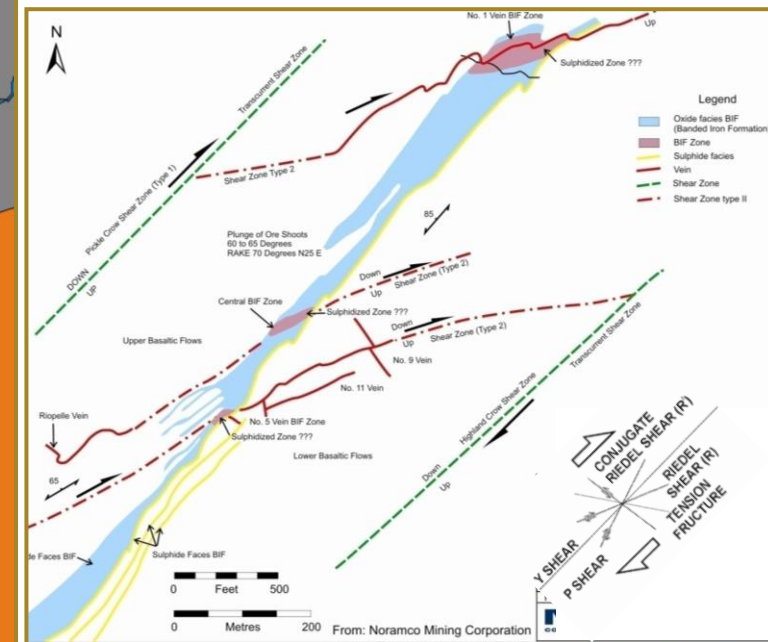 N
No. 1 Vein BIF Zone
Up
Sulphidized Zone ???
Transcurrent Shear Zone
Legend
Oxide facies BIF
(Banded Iron Formation)
BIF Zone
Sulphide facies
Vein
Shear Zone
Shear Zone type II
Shear Zone Type 2
Pickle Crow Shear Zone (Type 1)
85
Plunge of Ore Shoots
60 to 65 Degrees
RAKE 70 Degrees N25 E
DOWN
UP
Down
Up
Shear Zone (Type 2)
Central BIF Zone
Sulphidized Zone ???
Down
Up
Shear Zone (Type 2)
Transcurrent Shear Zone
Upper Basaltic Flows
No. 9 Vein
No. 11 Vein
Riopelle Vein
No. 5 Vein BIF Zone
Sulphidized Zone ???
Lower Basaltic Flows
Highland Crow Shear Zone
Down
Up
65
Sulphide Faces BIF
de Faces BIF
0 Feet 500
0 Metres 200
From: Noramco Mining Corporation
CONJUGATE
RIEDEL SHEAR (R')
RIEDEL
SHEAR (R)
TENSION
FRUCTURE
Y SHEAR
P SHEAR